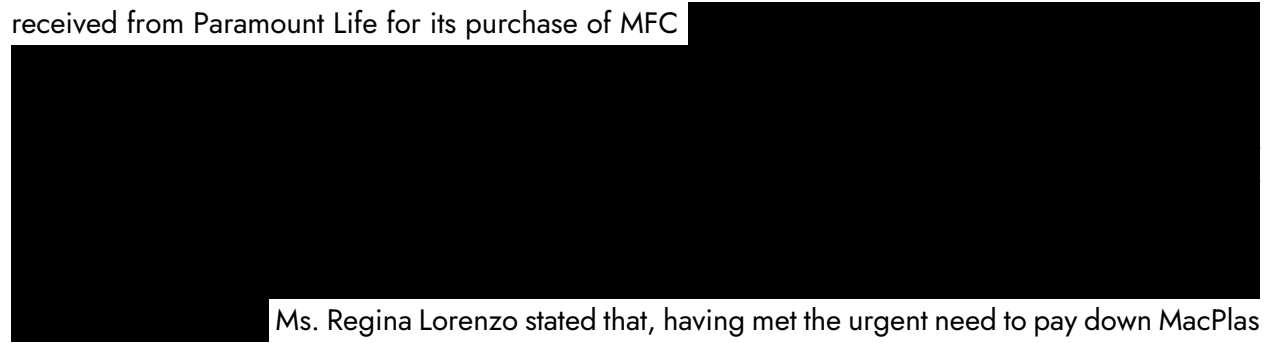 received from Paramount Life for its purchase of MFC
Ms. Regina Lorenzo stated that, having met the urgent need to pay down MacPlas